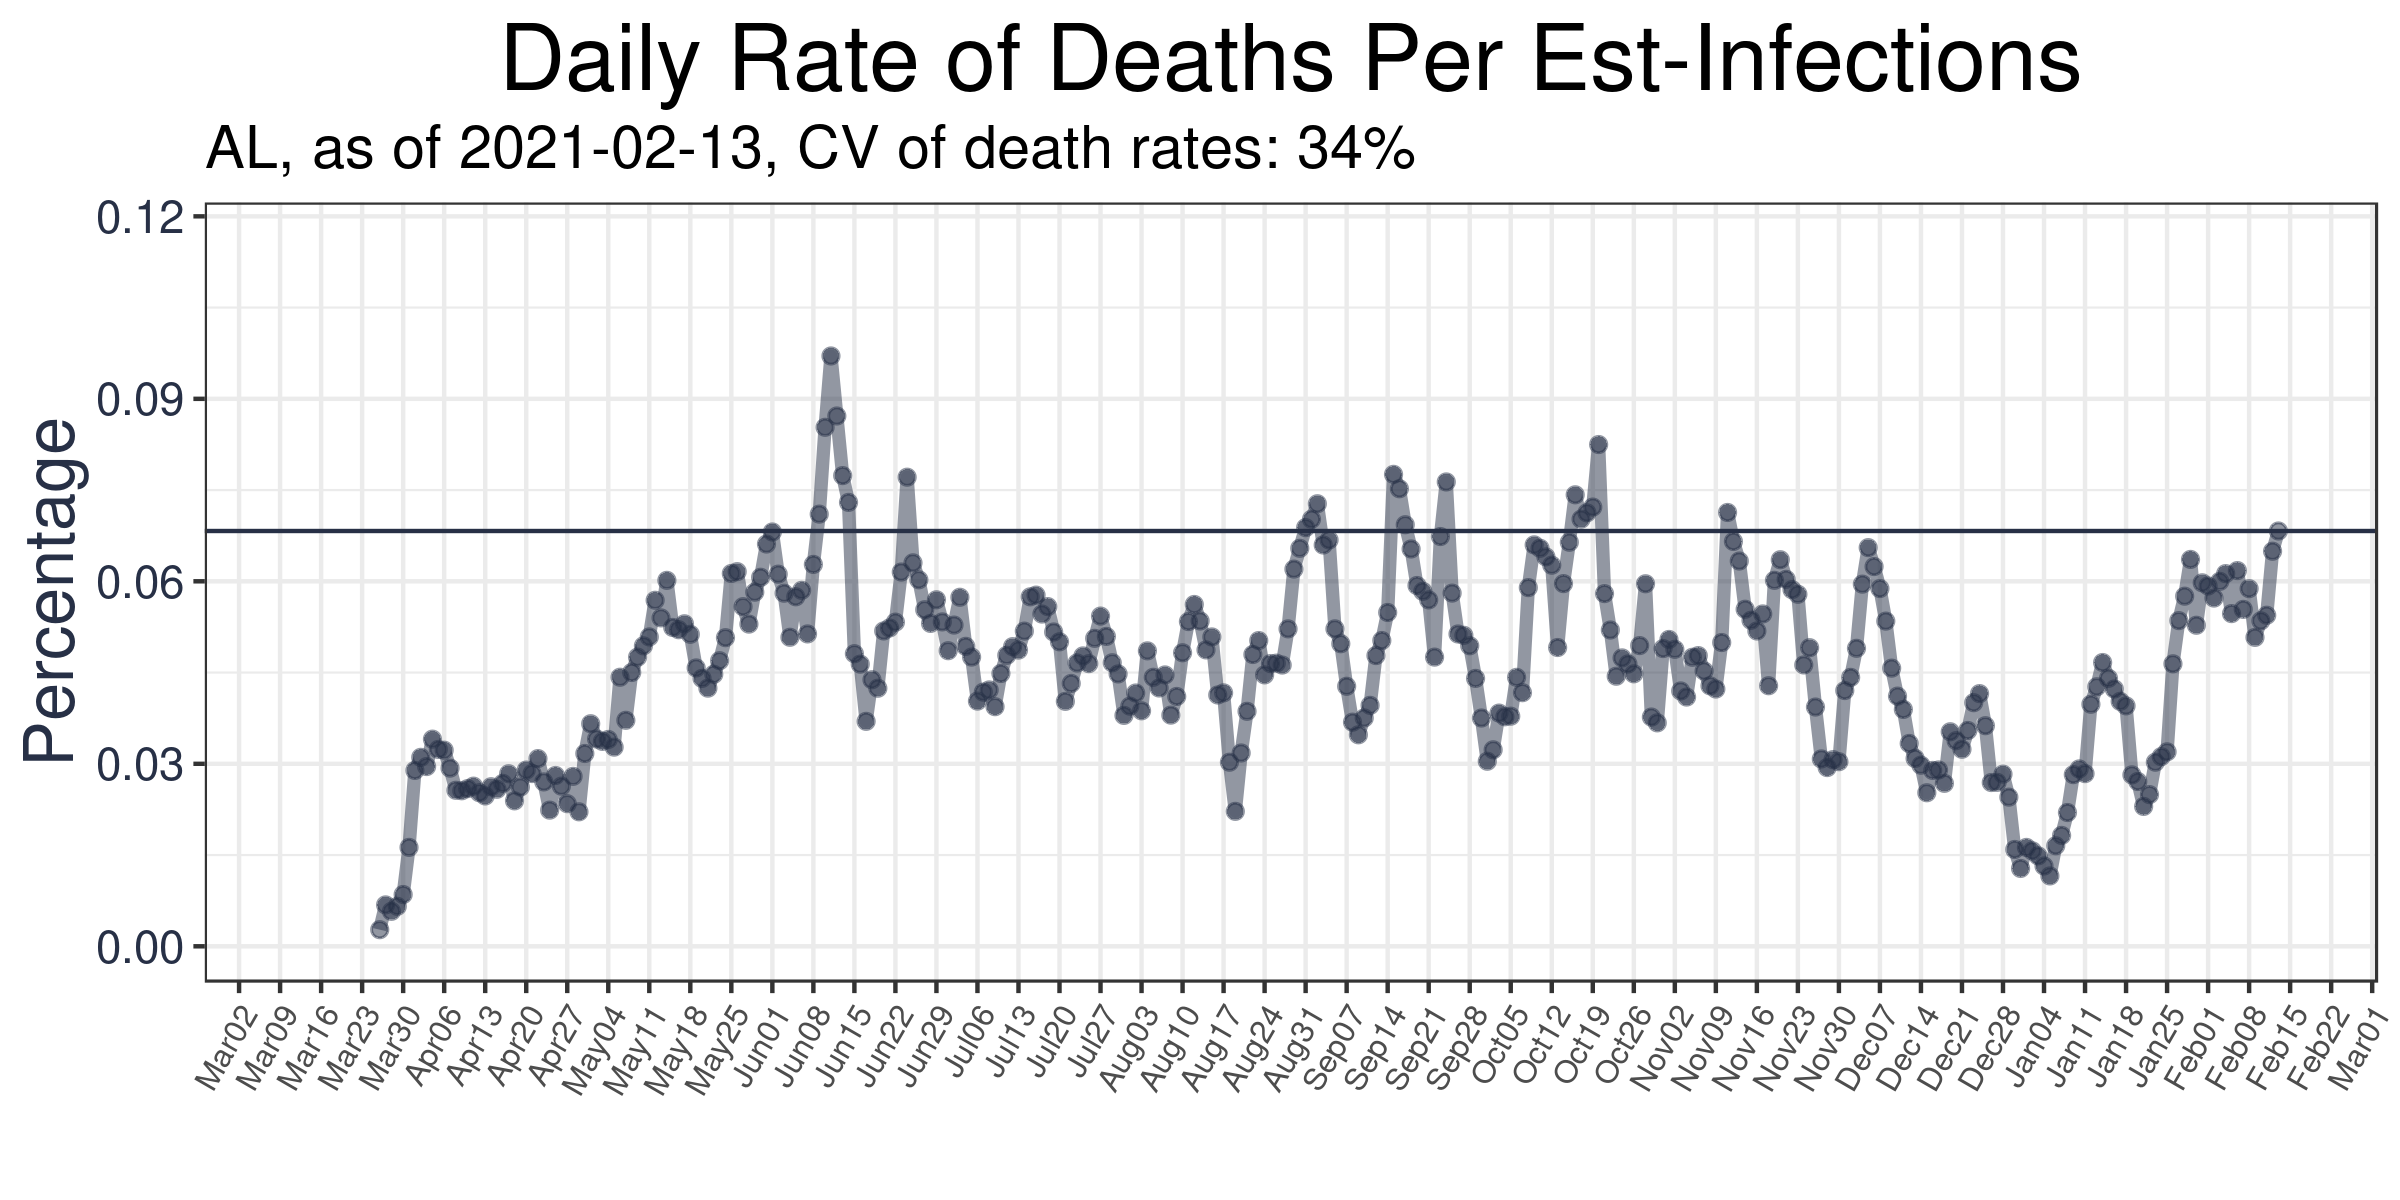 Daily Rate of Deaths Per Est-Infections
AL, as of 2021-02-13, CV of death rates: 34%
Percentage
0.12
0.09
0.06
0.03
0.00
Mar02
Mar09
Mar16
Mar23
Mar30
Apr06
Apr13
Apr20
Apr27
May04
May11
May18
May25
Jun01
Jun08
Jun15
Jun22
Jun29
Jul06
Jul13
Jul20
Jul27
Aug03
Aug10
Aug17
Aug24
Aug31
Sep07
Sep14
Sep21
Sep28
Oct05
Oct12
Oct19
Oct26
Nov02
Nov09
Nov16
Nov23
Nov30
Dec07
Dec14
Dec21
Dec28
Jan04
Jan11
Jan18
Jan25
Feb01
Feb08
Feb15
Feb22
Mar01